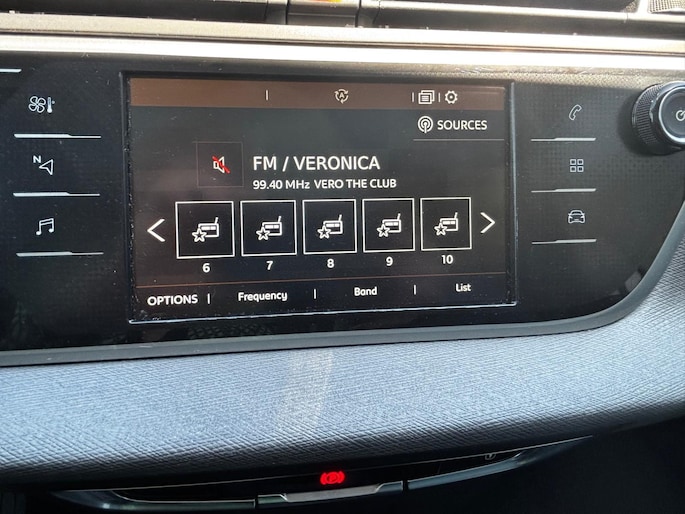 A
SOURCES
N
FM / VERONICA
99.40 MHz VERO THE CLUB
6 7 8 9 10
OPTIONS | Frequency | Band | List
(P)